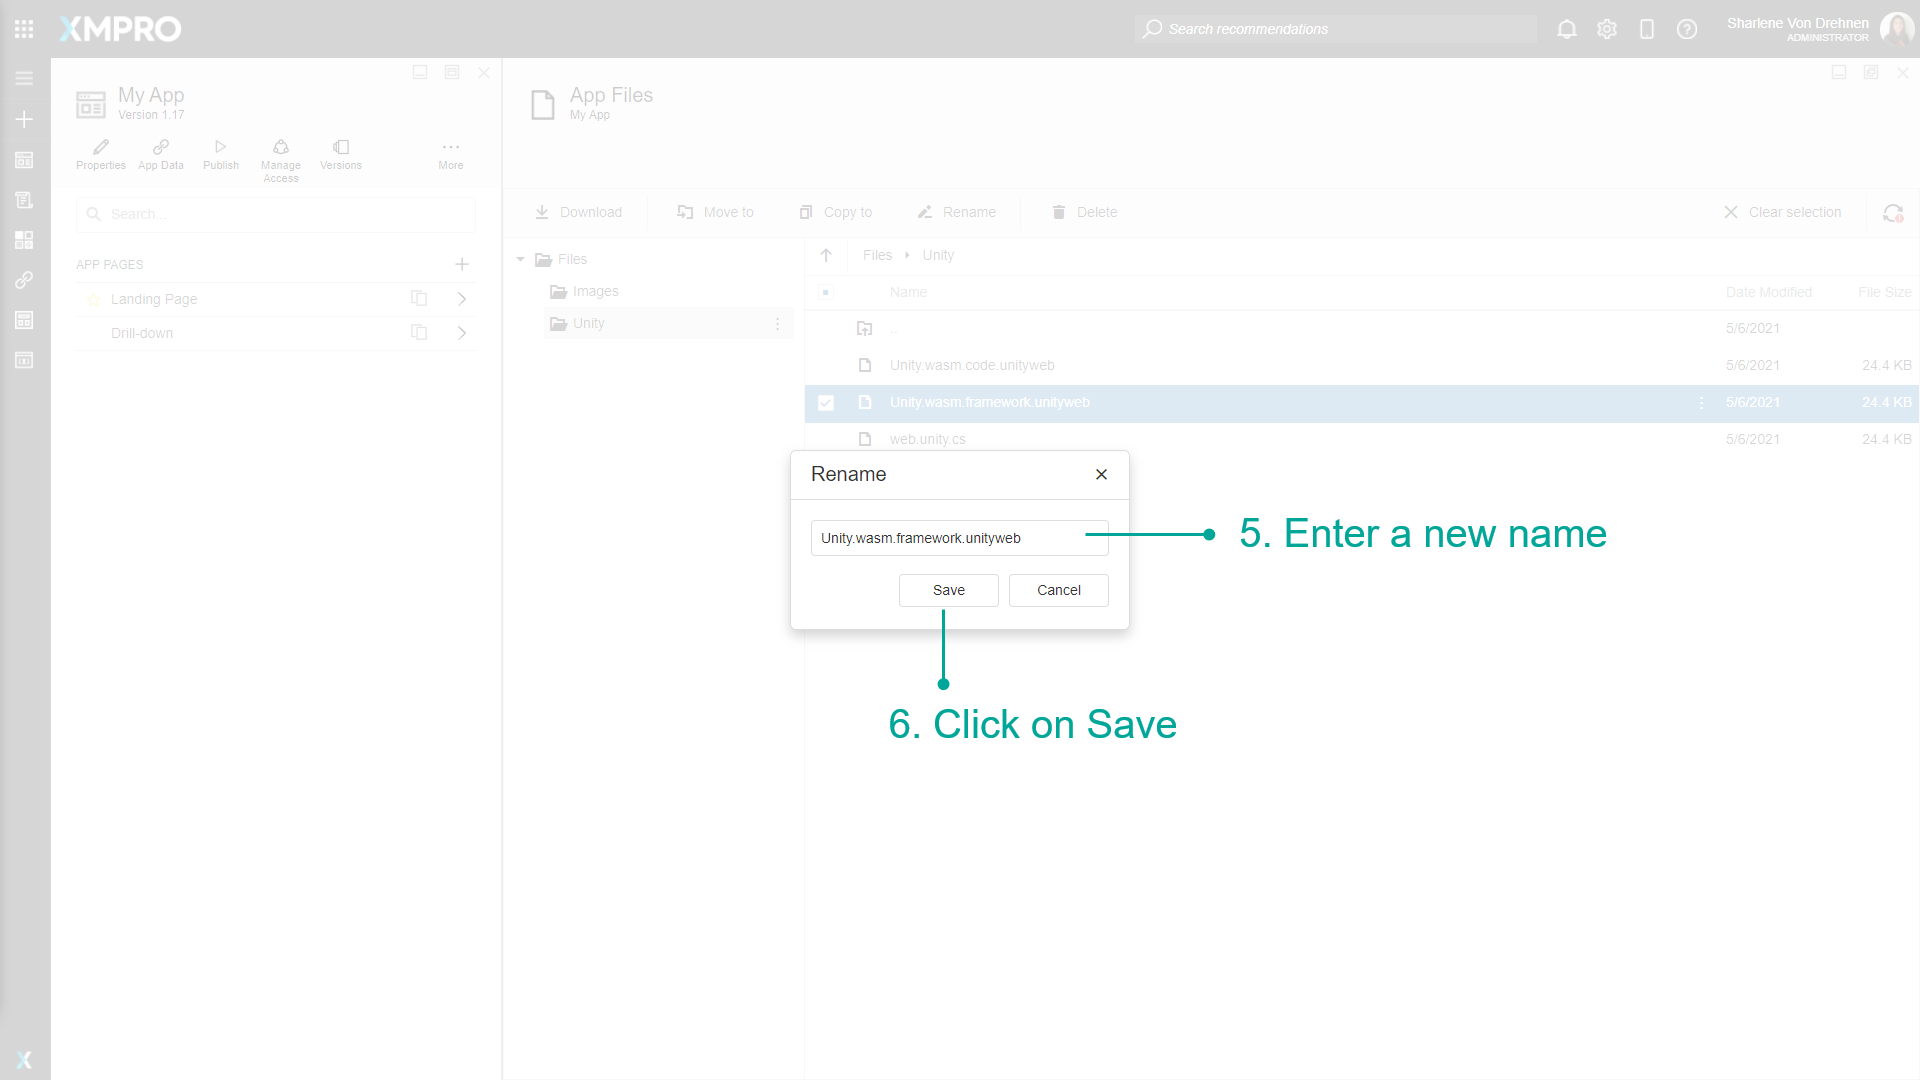 XMPRO
Search recommendations
Sharlene Von Drehnen
ADMINISTRATOR
My App
Version 1.17
Properties
App Data
Publish
Manage
Access
Versions
More
Search...
APP PAGES
Landing Page
Drill-down
App Files
My App
Download
Move to
Copy to
Rename
Delete
Clear selection
Files
Images
Unity
Files
Unity
Name
Date Modified
File Size
..
5/6/2021
Unity.wasm.code.unityweb
5/6/2021
24.4 KB
Unity.wasm.framework.unityweb
5/6/2021
24.4 KB
web.unity.cs
5/6/2021
24.4 KB
Rename
Unity.wasm.framework.unityweb
Save
Cancel
5. Enter a new name
6. Click on Save
X